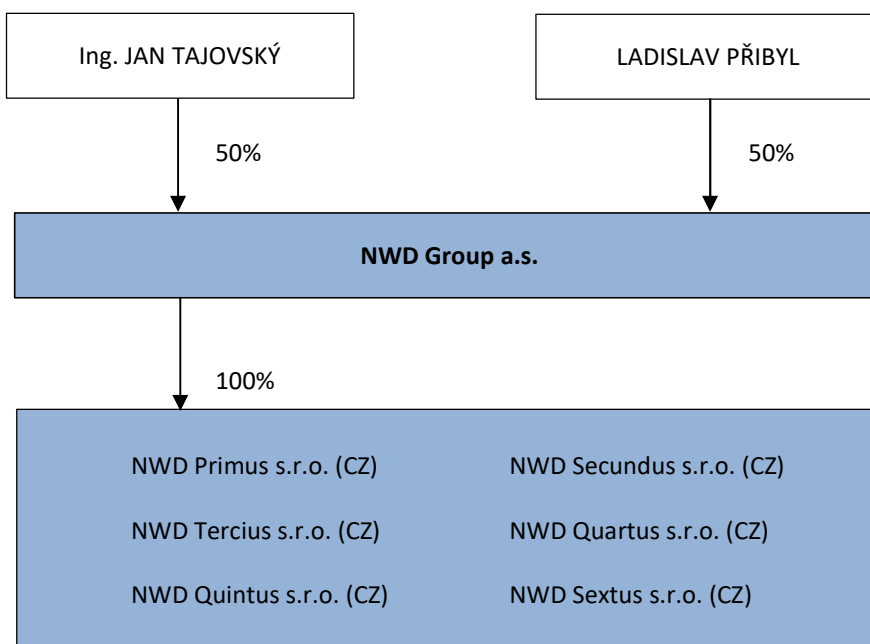 Ing. JAN TAJOVSKÝ
LADISLAV PŘIBYL
50%
50%
NWD Group a.s.
100%
NWD Primus s.r.o. (CZ)
NWD Secundus s.r.o. (CZ)
NWD Tercius s.r.o. (CZ)
NWD Quartus s.r.o. (CZ)
NWD Quintus s.r.o. (CZ)
NWD Sextus s.r.o. (CZ)